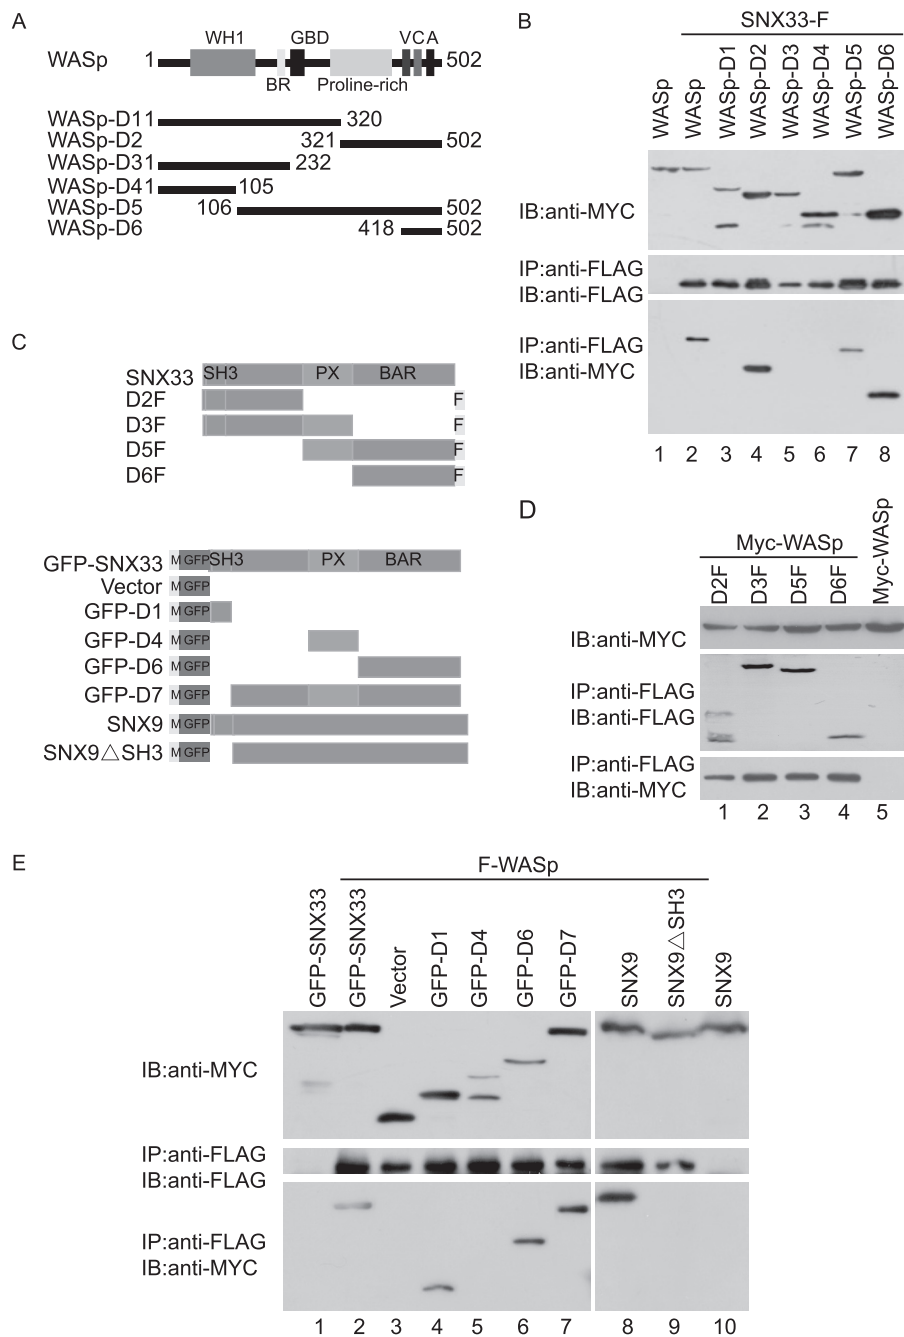 A
WH1 GBD VCA
WASp 1 502
BR Proline-rich
WASp-D11 320
WASp-D2 321 502
WASp-D31 232
WASp-D41 105
WASp-D5 106 502
WASp-D6 418 502
B
SNX33-F
WASp WASp WASp-D1 WASp-D2 WASp-D3 WASp-D4 WASp-D5 WASp-D6
IB:anti-MYC
IP:anti-FLAG
IB:anti-FLAG
IP:anti-FLAG
IB:anti-MYC
1 2 3 4 5 6 7 8
C
SNX33 SH3 PX BAR
D2F F
D3F F
D5F F
D6F F
GFP-SNX33 M GFP SH3 PX BAR
Vector M GFP
GFP-D1 M GFP
GFP-D4 M GFP
GFP-D6 M GFP
GFP-D7 M GFP
SNX9 M GFP
SNX9△SH3 M GFP
D
Myc-WASp
D2F D3F D5F D6F Myc-WASp
IB:anti-MYC
IP:anti-FLAG
IB:anti-FLAG
IP:anti-FLAG
IB:anti-MYC
1 2 3 4 5
E
F-WASp
GFP-SNX33 GFP-SNX33 Vector GFP-D1 GFP-D4 GFP-D6 GFP-D7 SNX9 SNX9△SH3 SNX9
IB:anti-MYC
IP:anti-FLAG
IB:anti-FLAG
IP:anti-FLAG
IB:anti-MYC
1 2 3 4 5 6 7 8 9 10